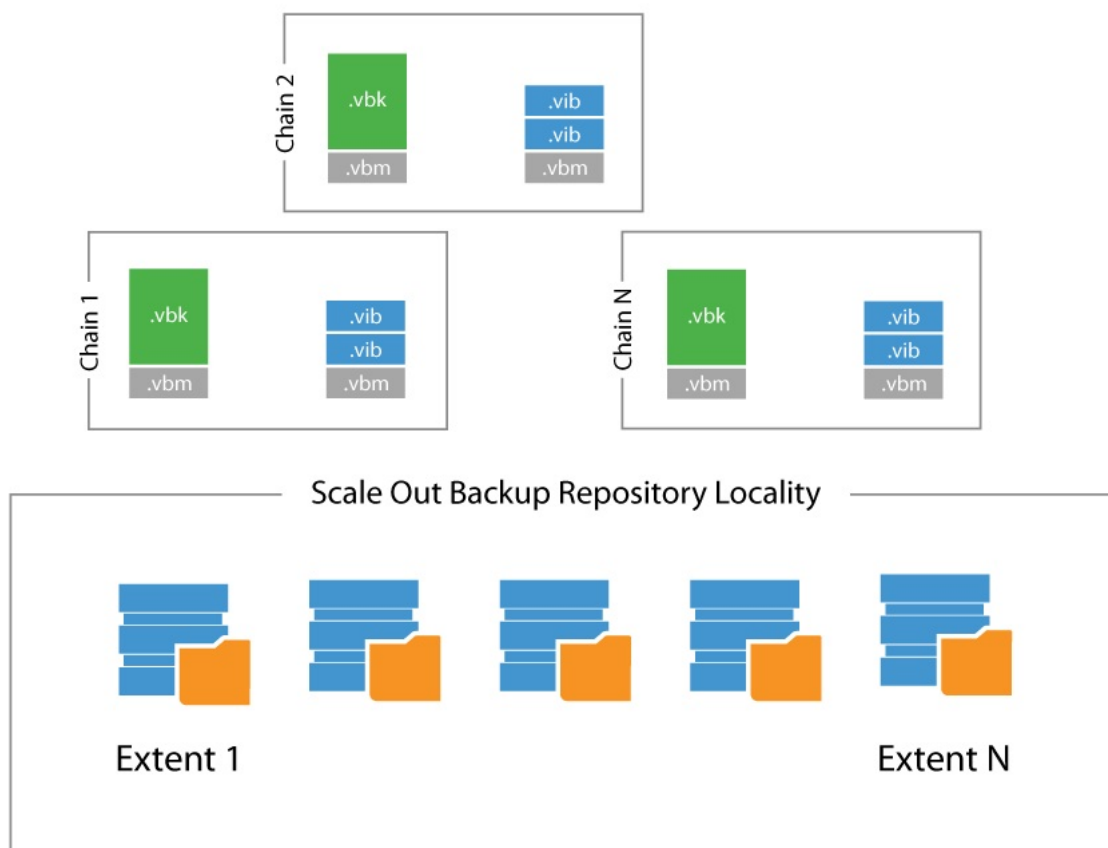 Chain 2
.vbk
.vbm
.vib
.vib
.vbm
Chain 1
.vbk
.vbm
.vib
.vib
.vbm
Chain N
.vbk
.vbm
.vib
.vib
.vbm
Scale Out Backup Repository Locality
Extent 1
Extent N